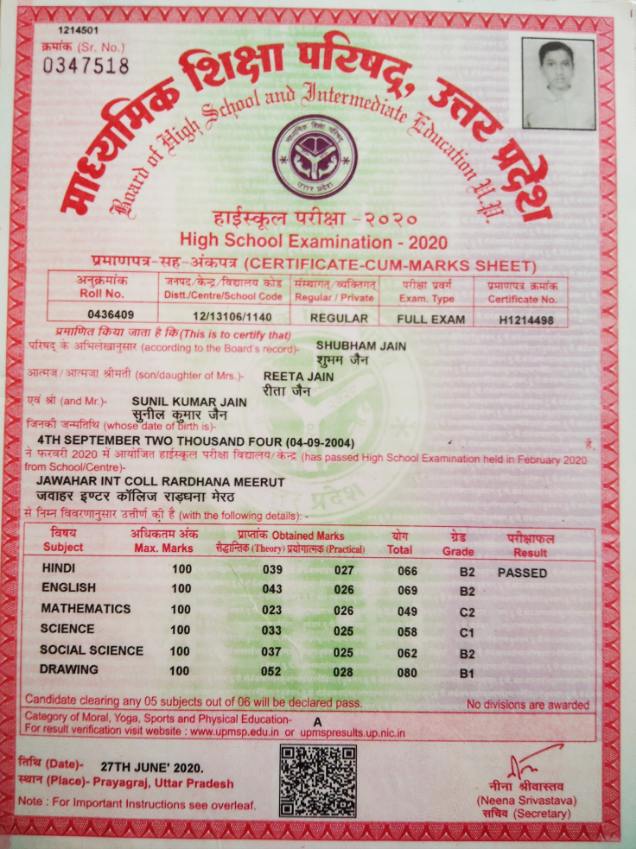 1214501
क्रमांक (Sr. No.)
0347518
माध्यमिक शिक्षा परिषद्, उत्तर प्रदेश
Board of High School and Intermediate Education U.P.
माध्यमिक शिक्षा परिषद्
उत्तर प्रदेश
हाईस्कूल परीक्षा -२०२०
High School Examination - 2020
प्रमाणपत्र-सह-अंकपत्र (CERTIFICATE-CUM-MARKS SHEET)
अनुक्रमांक जनपद/केन्द्र/विद्यालय कोड संस्थागत/व्यक्तिगत परीक्षा प्रवर्ग प्रमाणपत्र क्रमांक
Roll No. Distt./Centre/School Code Regular / Private Exam. Type Certificate No.
0436409 12/13106/1140 REGULAR FULL EXAM H1214498
प्रमाणित किया जाता है कि(This is to certify that)
परिषद् के अभिलेखानुसार (according to the Board's record)- SHUBHAM JAIN
शुभम जैन
आत्मज/आत्मजा श्रीमती (son/daughter of Mrs.)- REETA JAIN
रीता जैन
एवं श्री (and Mr.)- SUNIL KUMAR JAIN
सुनील कुमार जैन
जिनकी जन्मतिथि (whose date of birth is)-
4TH SEPTEMBER TWO THOUSAND FOUR (04-09-2004) है,
ने फरवरी 2020 में आयोजित हाईस्कूल परीक्षा विद्यालय/केन्द्र (has passed High School Examination held in February 2020
from School/Centre)-
JAWAHAR INT COLL RARDHANA MEERUT
जवाहर इण्टर कॉलिज राड़धना मेरठ
से निम्न विवरणानुसार उत्तीर्ण की है (with the following details): -
विषय अधिकतम अंक प्राप्तांक Obtained Marks योग ग्रेड परीक्षाफल
Subject Max. Marks सैद्धान्तिक (Theory) प्रयोगात्मक (Practical) Total Grade Result
HINDI 100 039 027 066 B2 PASSED
ENGLISH 100 043 026 069 B2
MATHEMATICS 100 023 026 049 C2
SCIENCE 100 033 025 058 C1
SOCIAL SCIENCE 100 037 025 062 B2
DRAWING 100 052 028 080 B1
Candidate clearing any 05 subjects out of 06 will be declared pass. No divisions are awarded
Category of Moral, Yoga, Sports and Physical Education- A
For result verification visit website : www.upmsp.edu.in or upmspresults.up.nic.in
तिथि (Date)- 27TH JUNE' 2020.
स्थान (Place)- Prayagraj, Uttar Pradesh
Note : For Important Instructions see overleaf.
नीना श्रीवास्तव
(Neena Srivastava)
सचिव (Secretary)